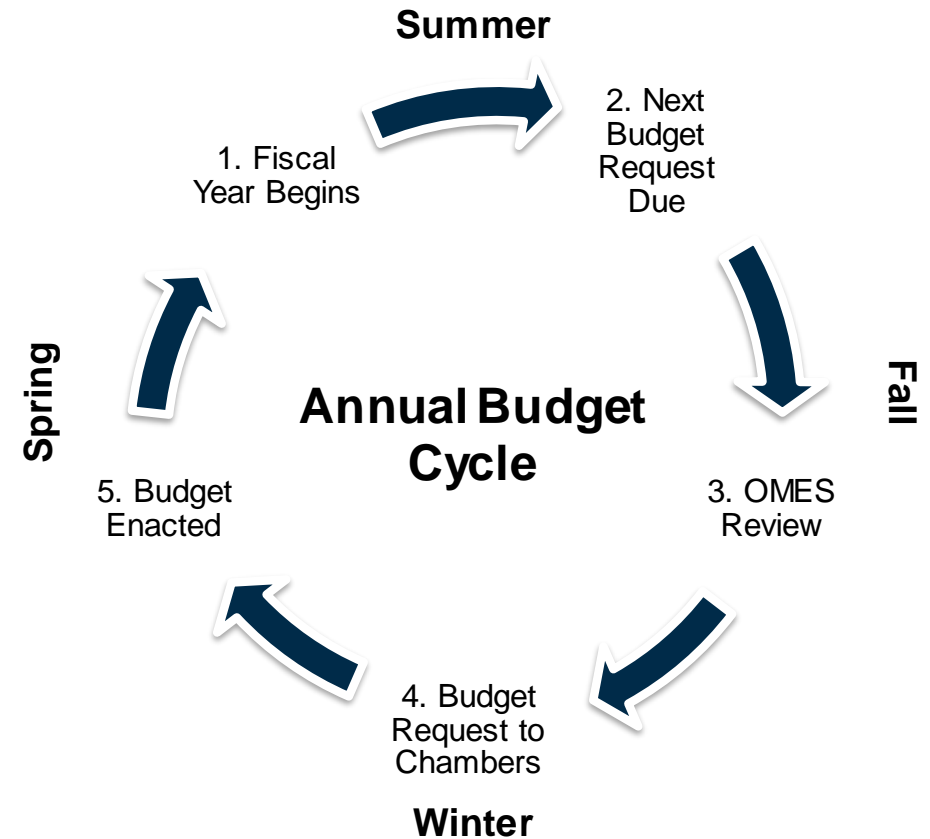 Summer
1. Fiscal
Year Begins
2. Next
Budget
Request
Due
Fall
3. OMES
Review
4. Budget
Request to
Chambers
Winter
5. Budget
Enacted
Spring
Annual Budget
Cycle